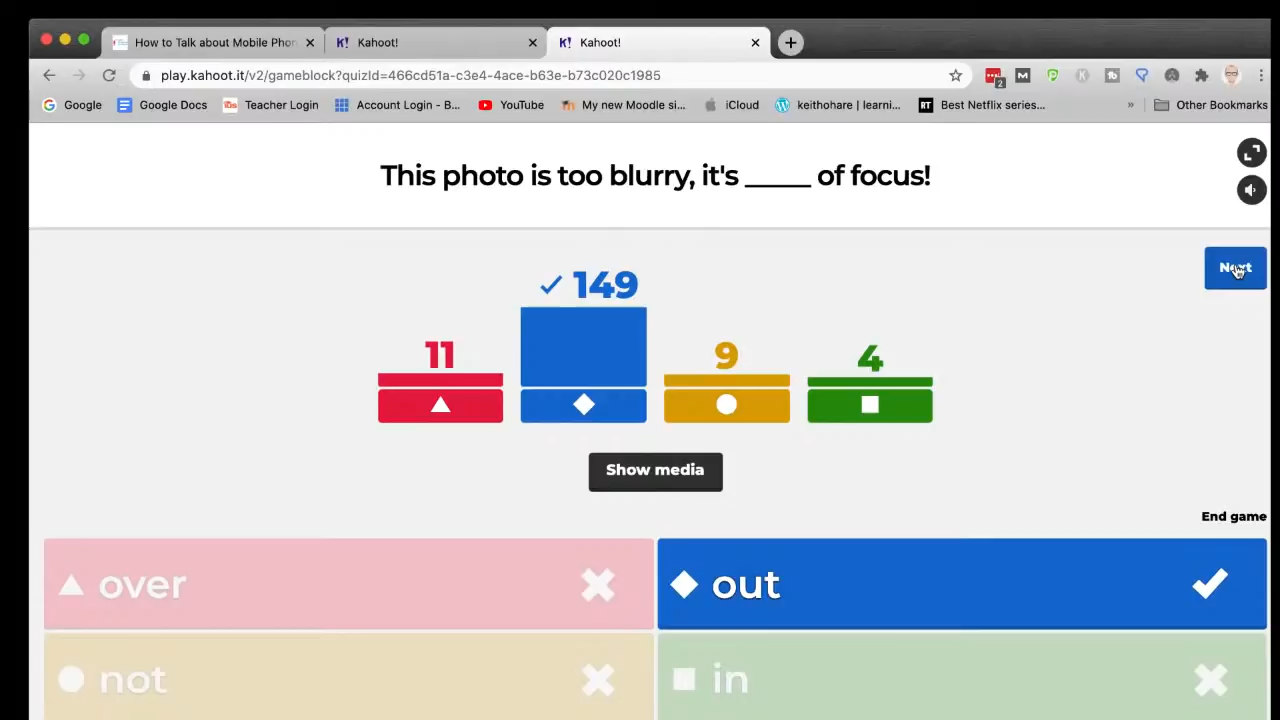 How to Talk about Mobile Phon
Kahoot!
Kahoot!
play.kahoot.it/v2/gameblock?quizId=466cd51a-c3e4-4ace-b63e-b73c020c1985
2
Google
Google Docs
Teacher Login
Account Login - B...
YouTube
My new Moodle si...
iCloud
keithohare | learni...
RT
Best Netflix series...
»
Other Bookmarks
This photo is too blurry, it's _____ of focus!
Next
149
11
9
4
Show media
End game
over
out
not
in